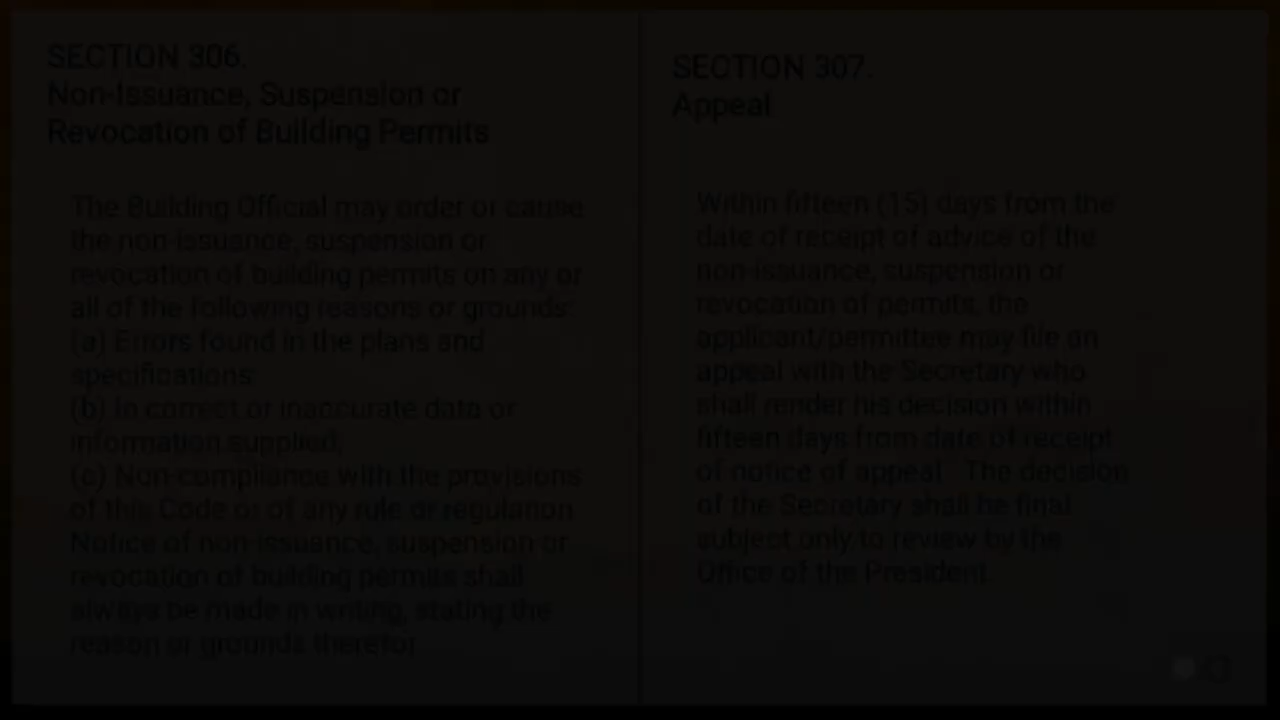 SECTION 306.
Non-Issuance, Suspension or
Revocation of Building Permits
The Building Official may order or cause
the non-issuance, suspension or
revocation of building permits on any or
all of the following reasons or grounds:
(a) Errors found in the plans and
specifications
(b) In correct or inaccurate data or
information supplied.
(c) Non-compliance with the provisions
of this Code or of any rule or regulation
Notice of non-issuance, suspension or
revocation of building permits shall
always be made in writing, stating the
reason or grounds therefor
SECTION 307.
Appeal
Within fifteen (15) days from the
date of receipt of advice of the
non-issuance, suspension or
revocation of permits, the
applicant/permittee may file an
appeal with the Secretary who
shall render his decision within
fifteen days from date of receipt
of notice of appeal. The decision
of the Secretary shall be final
subject only to review by the
Office of the President.